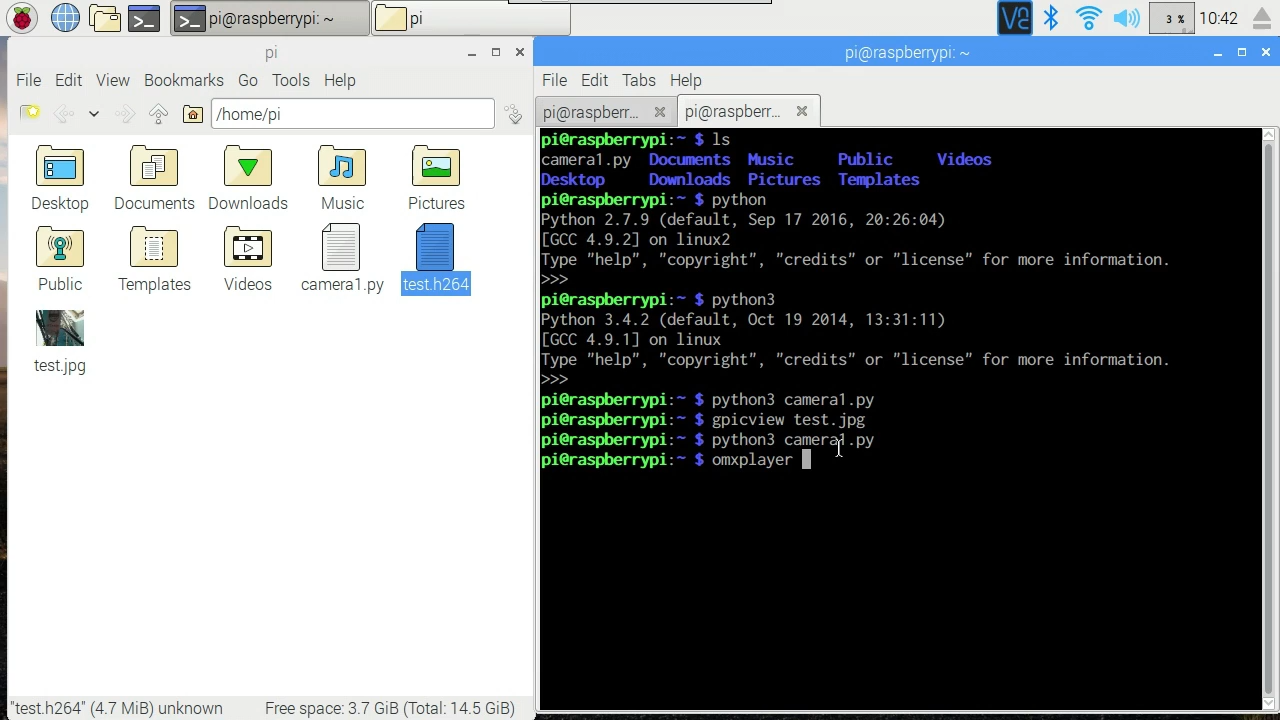 pi@raspberrypi: ~
pi
3 %
10:42
pi
File Edit View Bookmarks Go Tools Help
/home/pi
Desktop Documents Downloads Music Pictures
Public Templates Videos camera1.py test.h264
test.jpg
"test.h264" (4.7 MiB) unknown Free space: 3.7 GiB (Total: 14.5 GiB)
pi@raspberrypi: ~
File Edit Tabs Help
pi@raspberr... pi@raspberr...
pi@raspberrypi:~ $ ls
camera1.py Documents Music Public Videos
Desktop Downloads Pictures Templates
pi@raspberrypi:~ $ python
Python 2.7.9 (default, Sep 17 2016, 20:26:04)
[GCC 4.9.2] on linux2
Type "help", "copyright", "credits" or "license" for more information.
>>>
pi@raspberrypi:~ $ python3
Python 3.4.2 (default, Oct 19 2014, 13:31:11)
[GCC 4.9.1] on linux
Type "help", "copyright", "credits" or "license" for more information.
>>>
pi@raspberrypi:~ $ python3 camera1.py
pi@raspberrypi:~ $ gpicview test.jpg
pi@raspberrypi:~ $ python3 camera1.py
pi@raspberrypi:~ $ omxplayer